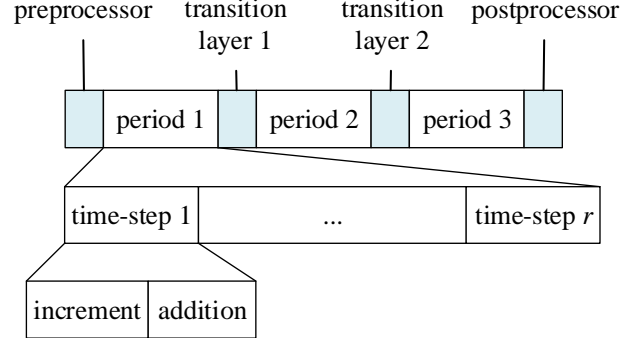 preprocessor
transition
layer 1
transition
layer 2
postprocessor
period 1
period 2
period 3
time-step 1
...
time-step r
increment
addition